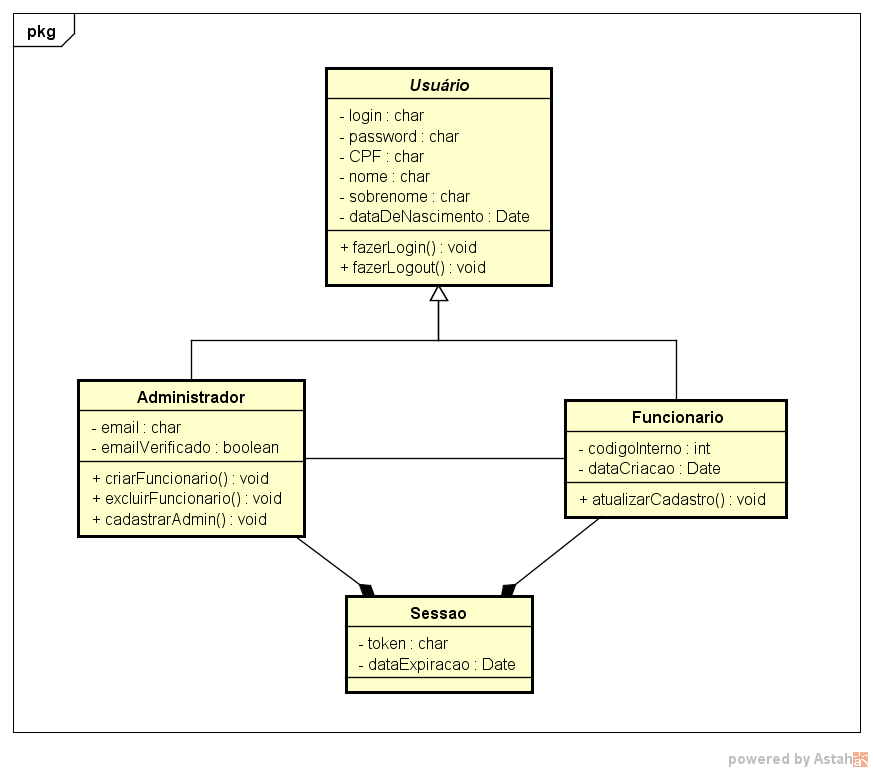 pkg
Usuário
- login : char
- password : char
- CPF : char
- nome : char
- sobrenome : char
- dataDeNascimento : Date
+ fazerLogin() : void
+ fazerLogout() : void
Administrador
- email : char
- emailVerificado : boolean
+ criarFuncionario() : void
+ excluirFuncionario() : void
+ cadastrarAdmin() : void
Funcionario
- codigoInterno : int
- dataCriacao : Date
+ atualizarCadastro() : void
Sessao
- token : char
- dataExpiracao : Date
powered by Astah